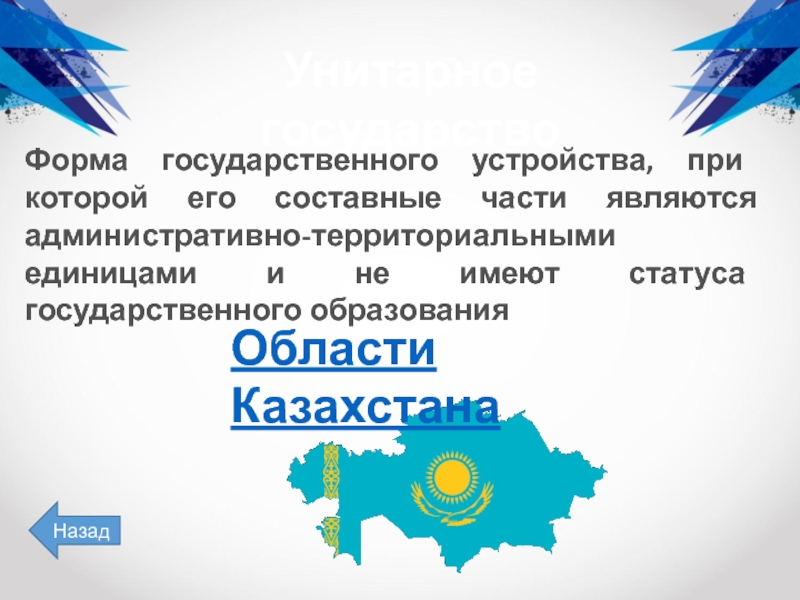 Унитарное
государство
Форма государственного устройства, при
которой его составные части являются
административно-территориальными
единицами и не имеют статуса
государственного образования
Области
Казахстана
Назад